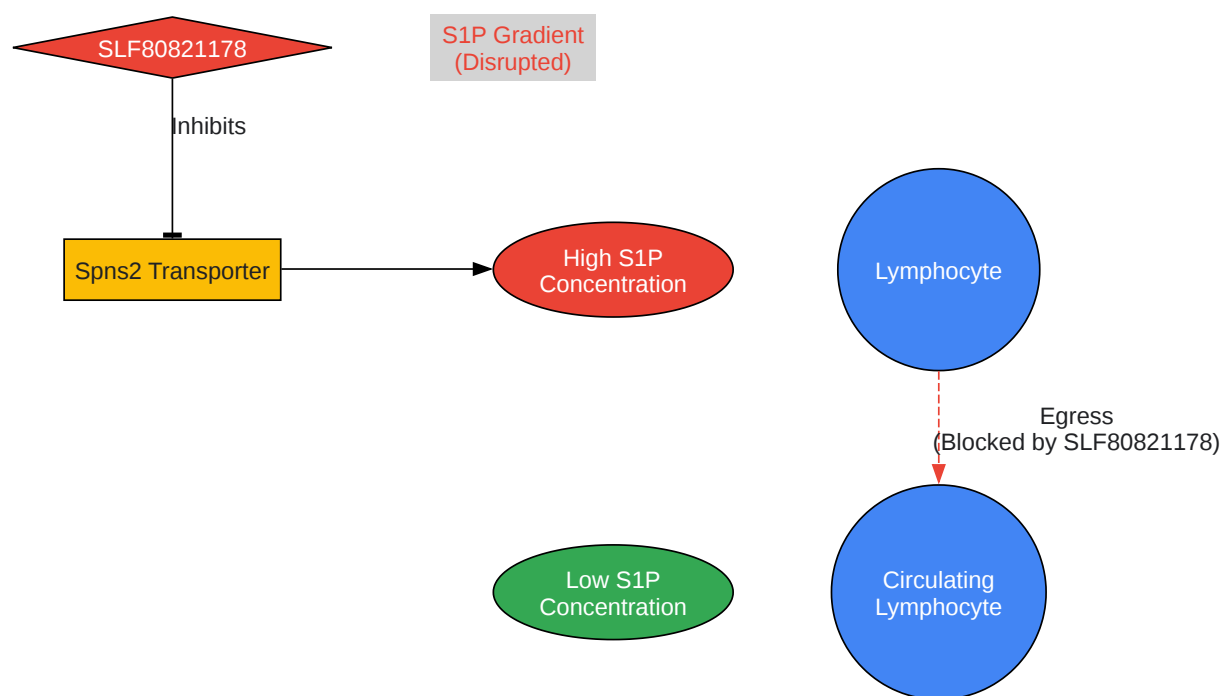 SLF80821178
S1P Gradient
(Disrupted)
Inhibits
Spns2 Transporter
High S1P
Concentration
Lymphocyte
Egress
(Blocked by SLF80821178)
Low S1P
Concentration
Circulating
Lymphocyte